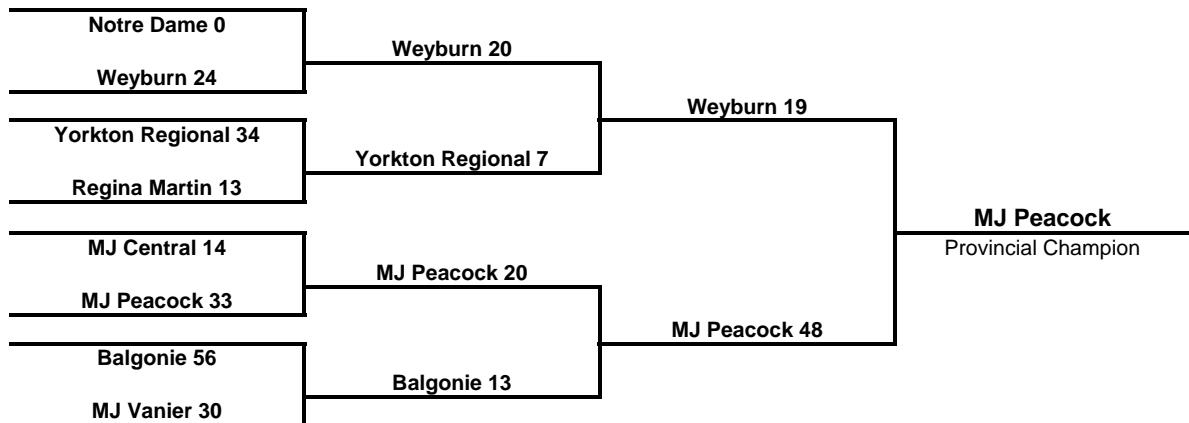 Notre Dame 0
Weyburn 24
Yorkton Regional 34
Regina Martin 13
MJ Central 14
MJ Peacock 33
Balgonie 56
MJ Vanier 30
Weyburn 20
Yorkton Regional 7
MJ Peacock 20
Balgonie 13
Weyburn 19
MJ Peacock 48
MJ Peacock
Provincial Champion